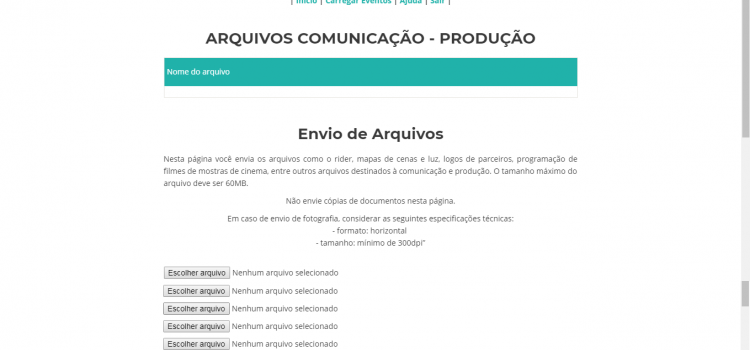 | Início | Carregar Eventos | Ajuda | Sair |
ARQUIVOS COMUNICAÇÃO - PRODUÇÃO
Nome do arquivo
Envio de Arquivos
Nesta página você envia os arquivos como o rider, mapas de cenas e luz, logos de parceiros, programação de
filmes de mostras de cinema, entre outros arquivos destinados à comunicação e produção. O tamanho máximo do
arquivo deve ser 60MB.
Não envie cópias de documentos nesta página.
Em caso de envio de fotografia, considerar as seguintes especificações técnicas:
- formato: horizontal
- tamanho: mínimo de 300dpi”
Escolher arquivo Nenhum arquivo selecionado
Escolher arquivo Nenhum arquivo selecionado
Escolher arquivo Nenhum arquivo selecionado
Escolher arquivo Nenhum arquivo selecionado
Escolher arquivo Nenhum arquivo selecionado